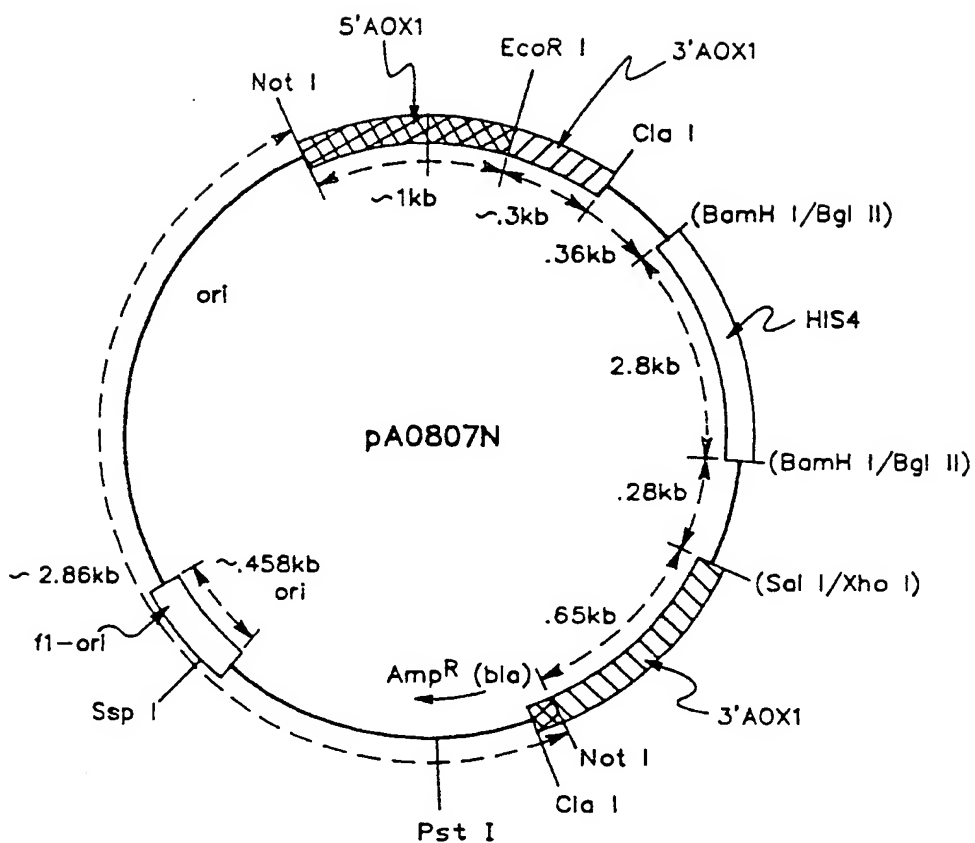 5'AOX1
EcoR I
3'AOX1
Not I
Cla I
~1kb
~.3kb
(BamH I/Bgl II)
.36kb
ori
HIS4
2.8kb
pAO807N
(BamH I/Bgl II)
.28kb
~2.86kb
~.458kb
ori
(Sal I/Xho I)
.65kb
f1-ori
AmpR (bla)
Ssp I
3'AOX1
Not I
Cla I
Pst I